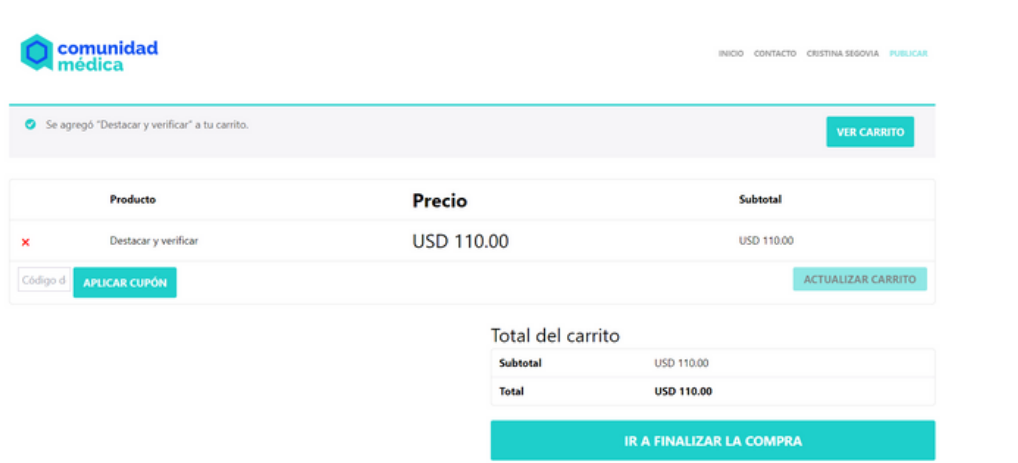 comunidad
médica
INICIO CONTACTO CRISTINA SEGOVIA PUBLICAR
Se agregó "Destacar y verificar" a tu carrito.
VER CARRITO
Producto Precio Subtotal
× Destacar y verificar USD 110.00 USD 110.00
Código d APLICAR CUPÓN ACTUALIZAR CARRITO
Total del carrito
Subtotal USD 110.00
Total USD 110.00
IR A FINALIZAR LA COMPRA